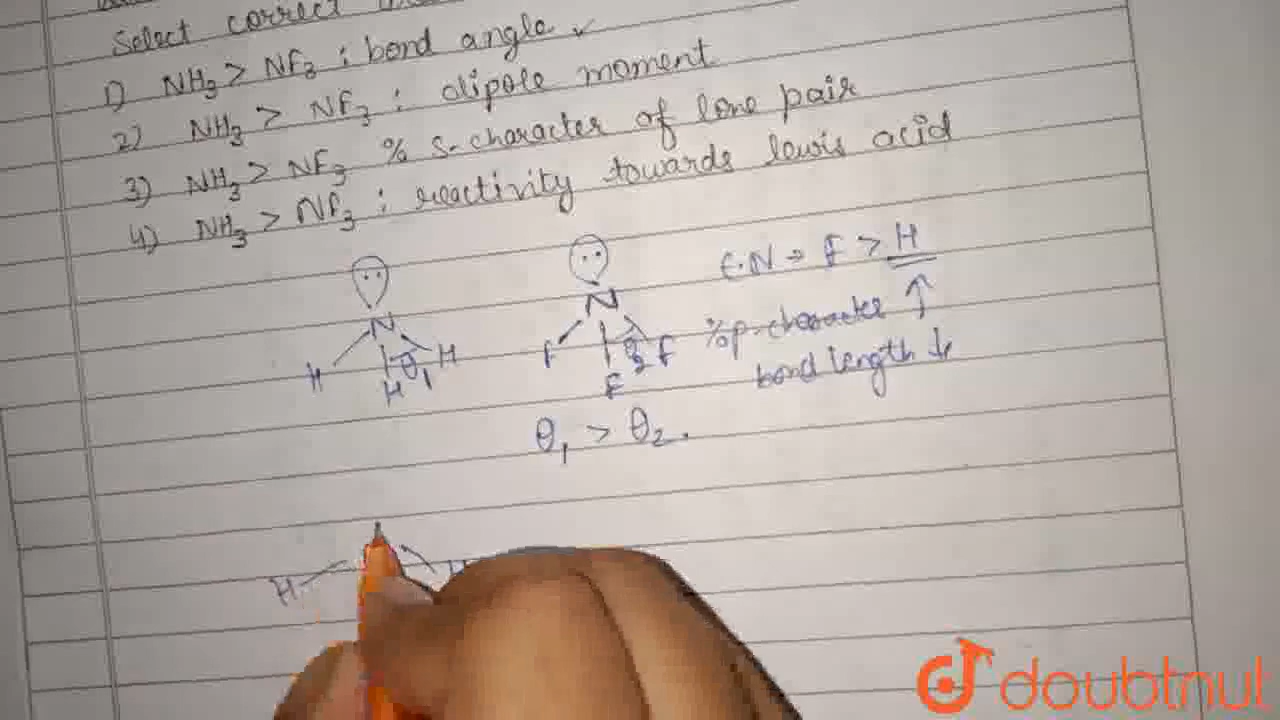 Select correct
1) NH3 > NF3 : bond angle ✓
2) NH3 > NF3 : dipole moment
3) NH3 > NF3 % s-character of lone pair
4) NH3 > NF3 : reactivity towards lewis acid
N
H H H θ1
N
F F F θ2
E.N → F > H
%p-character ↑
bond length ↓
θ1 > θ2.
H H
doubtnut